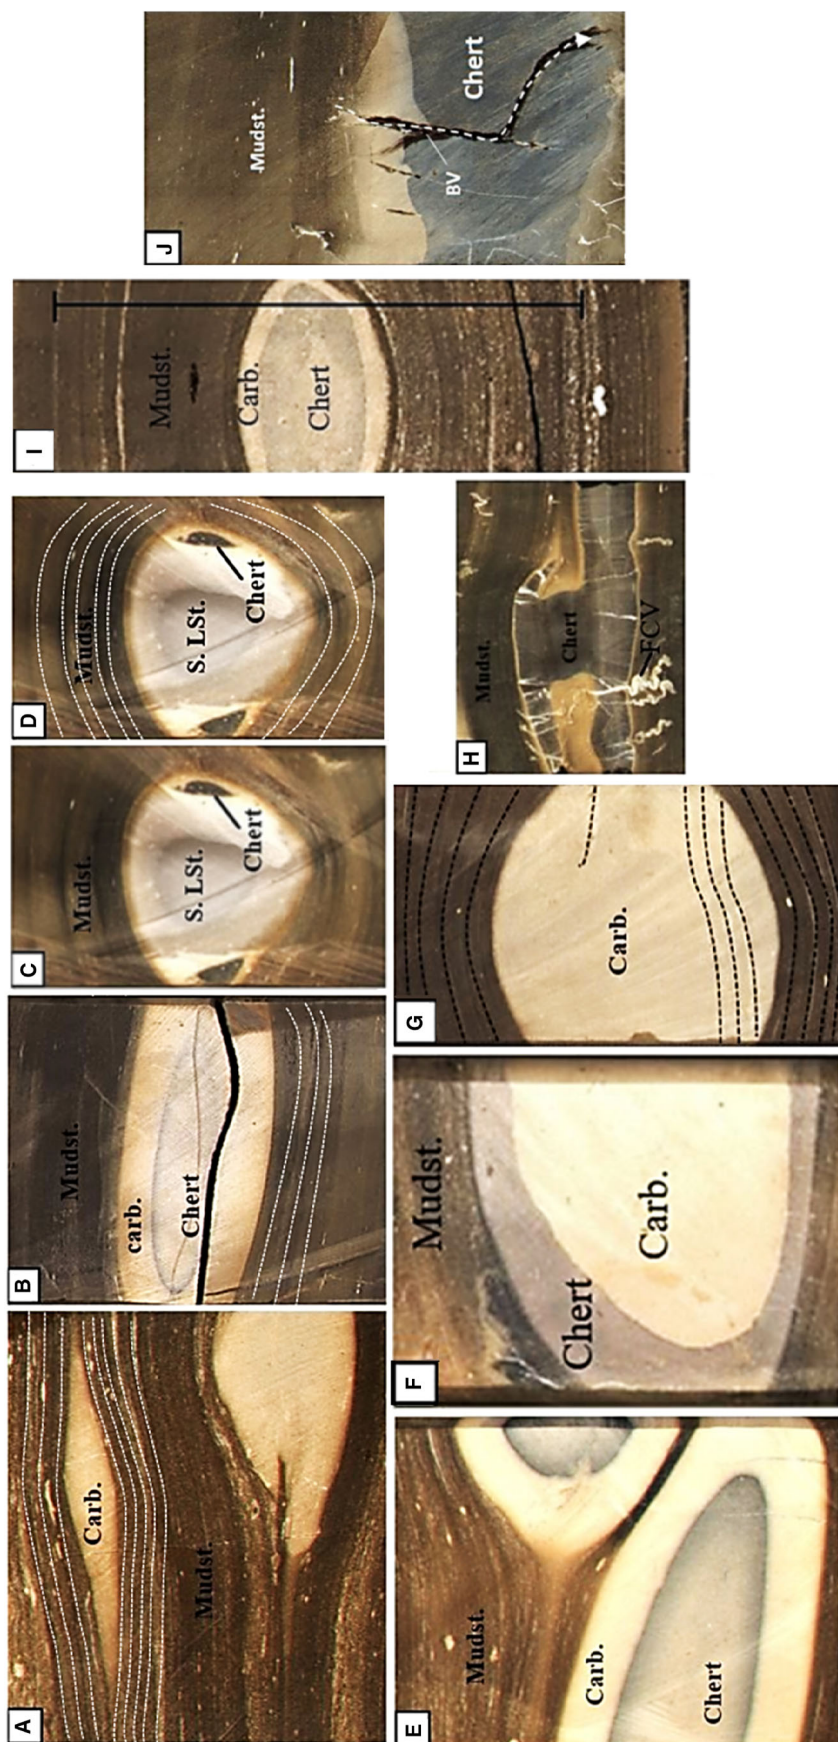 A
Carb.
Mudst.
B
Mudst.
carb.
Chert
C
Mudst.
S. LSt.
Chert
D
Mudst.
S. LSt.
Chert
E
Mudst.
Carb.
Chert
F
Mudst.
Chert
Carb.
G
Carb.
H
Mudst.
Chert
FCV
I
Mudst.
Carb.
Chert
J
Mudst.
Chert
BV